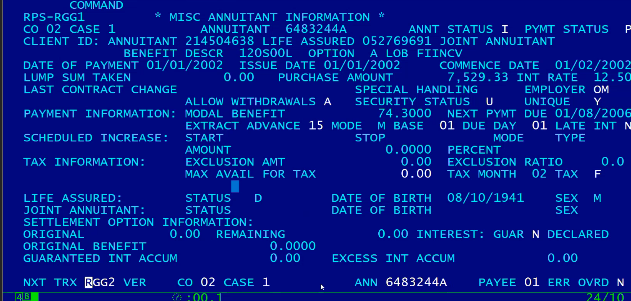 COMMAND
RPS-RGG1 * MISC ANNUITANT INFORMATION *
CO 02 CASE 1 ANNUITANT 6483244A ANNT STATUS I PYMT STATUS P
CLIENT ID: ANNUITANT 214504638 LIFE ASSURED 052769691 JOINT ANNUITANT
BENEFIT DESCR 120SOOL OPTION A LOB FIINCV
DATE OF PAYMENT 01/01/2002 ISSUE DATE 01/01/2002 COMMENCE DATE 01/02/2002
LUMP SUM TAKEN 0.00 PURCHASE AMOUNT 7,529.33 INT RATE 12.50
LAST CONTRACT CHANGE SPECIAL HANDLING EMPLOYER OM
ALLOW WITHDRAWALS A SECURITY STATUS U UNIQUE Y
PAYMENT INFORMATION: MODAL BENEFIT 74.3000 NEXT PYMT DUE 01/08/2006
EXTRACT ADVANCE 15 MODE M BASE 01 DUE DAY 01 LATE INT N
SCHEDULED INCREASE: START STOP MODE TYPE
AMOUNT 0.0000 PERCENT
TAX INFORMATION: EXCLUSION AMT 0.00 EXCLUSION RATIO 0.0
MAX AVAIL FOR TAX 0.00 TAX MONTH 02 TAX F
LIFE ASSURED: STATUS D DATE OF BIRTH 08/10/1941 SEX M
JOINT ANNUITANT: STATUS DATE OF BIRTH SEX
SETTLEMENT OPTION INFORMATION:
ORIGINAL 0.00 REMAINING 0.00 INTEREST: GUAR N DECLARED
ORIGINAL BENEFIT 0.0000
GUARANTEED INT ACCUM 0.00 EXCESS INT ACCUM 0.00
NXT TRX RGG2 VER CO 02 CASE 1 ANN 6483244A PAYEE 01 ERR OVRD N
:00.1 24/10